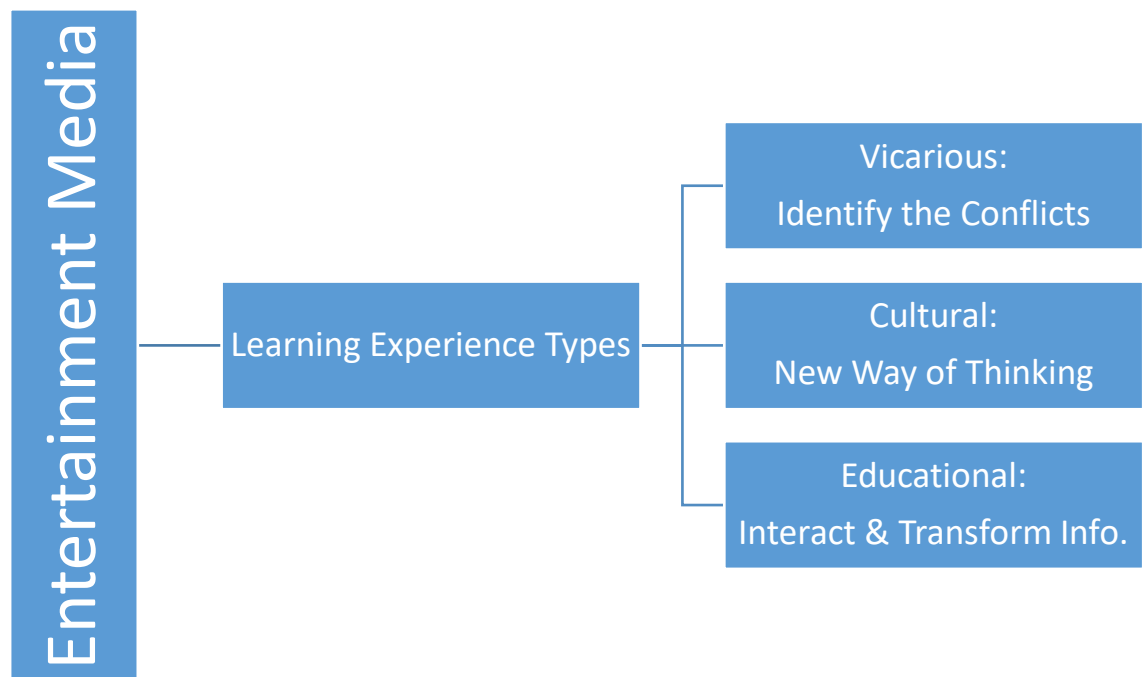 Entertainment Media
Learning Experience Types
Vicarious:
Identify the Conflicts
Cultural:
New Way of Thinking
Educational:
Interact & Transform Info.